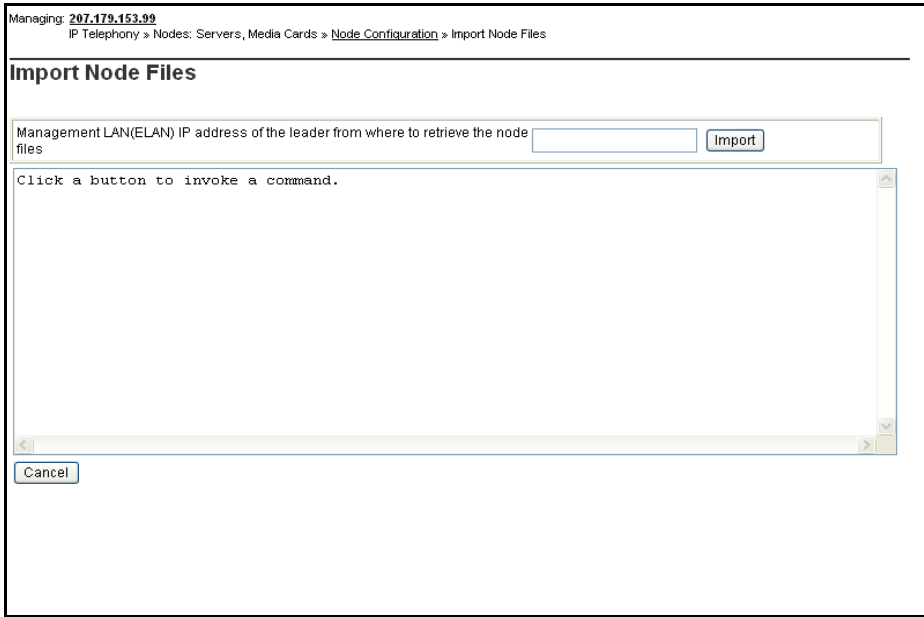 Managing: 207.179.153.99
IP Telephony » Nodes: Servers, Media Cards » Node Configuration » Import Node Files
Import Node Files
Management LAN(ELAN) IP address of the leader from where to retrieve the node
files
Import
Click a button to invoke a command.
Cancel